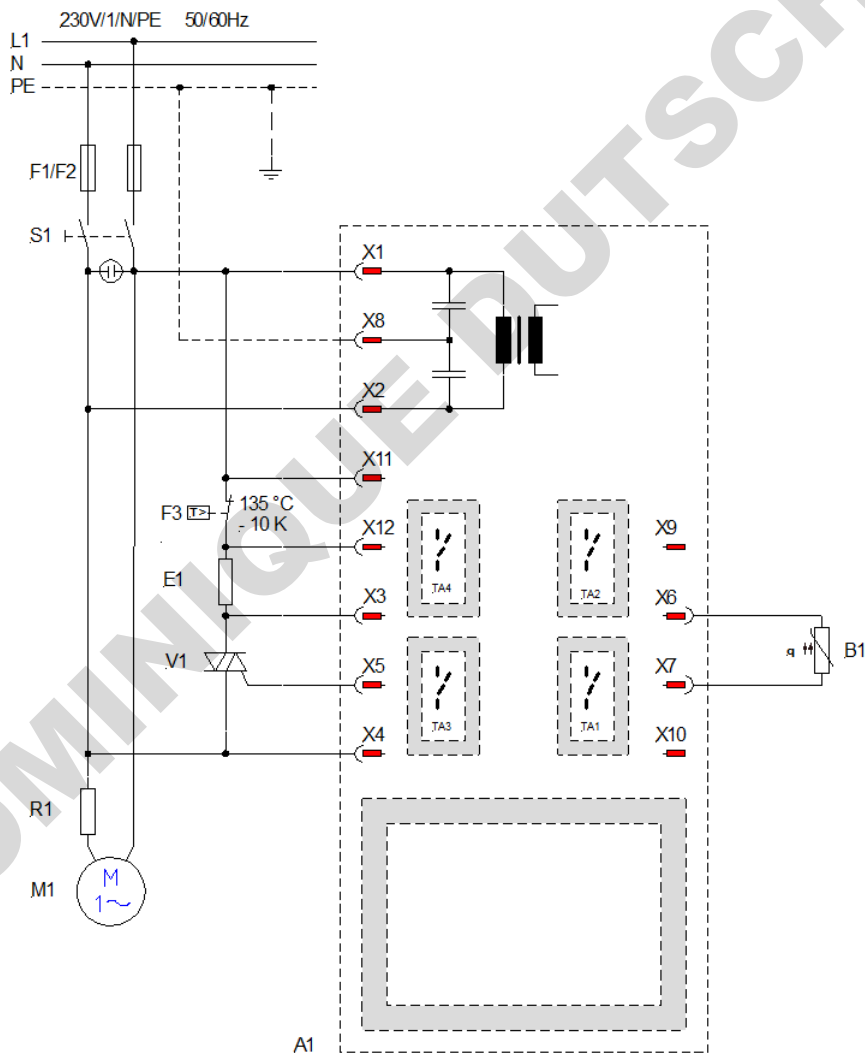 230V/1/N/PE 50/60Hz
L1
N
PE
F1/F2
S1
X1
X8
X2
X11
F3 T> 135 °C
- 10 K
X12
X9
E1
TA4
TA2
X3
X6
V1
X5
X7
B1
TA3
TA1
X4
X10
R1
M1
M
1~
A1
DOMINIQUE DUTSCH